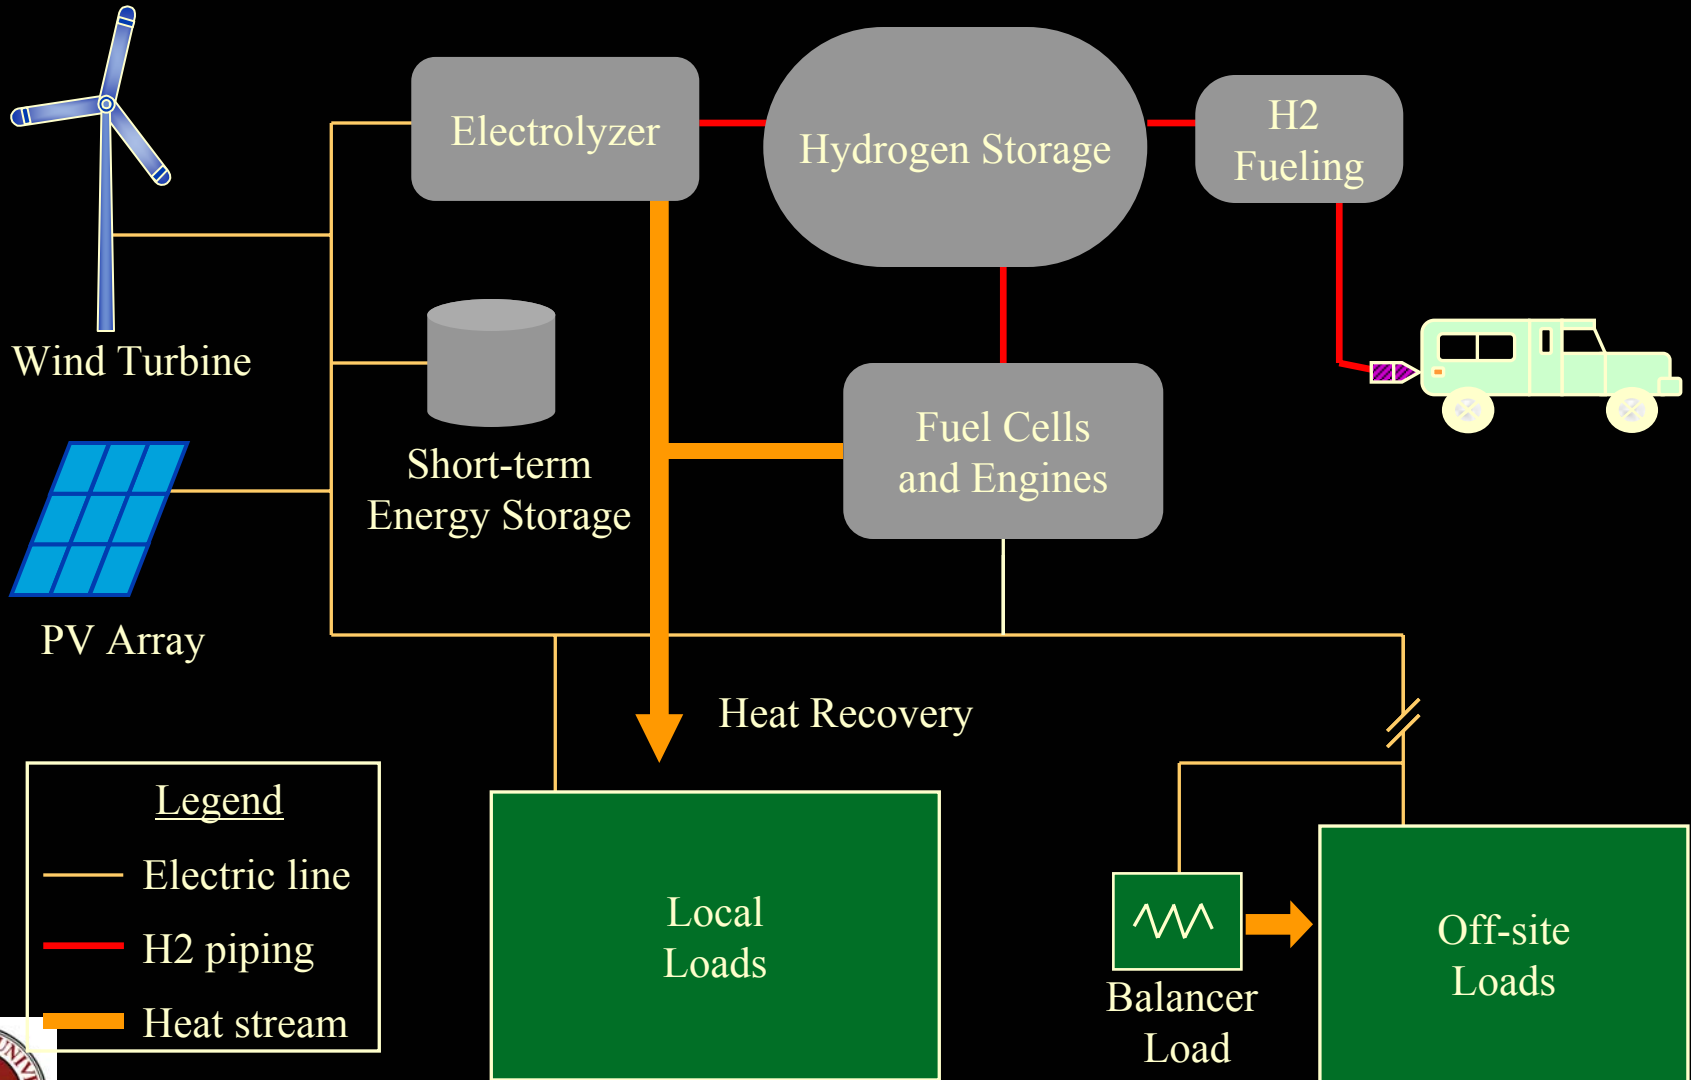 Electrolyzer
Hydrogen Storage
H2
Fueling
Wind Turbine
Short-term
Energy Storage
Fuel Cells
and Engines
PV Array
Heat Recovery
Legend
Electric line
H2 piping
Heat stream
Local
Loads
Balancer
Load
Off-site
Loads